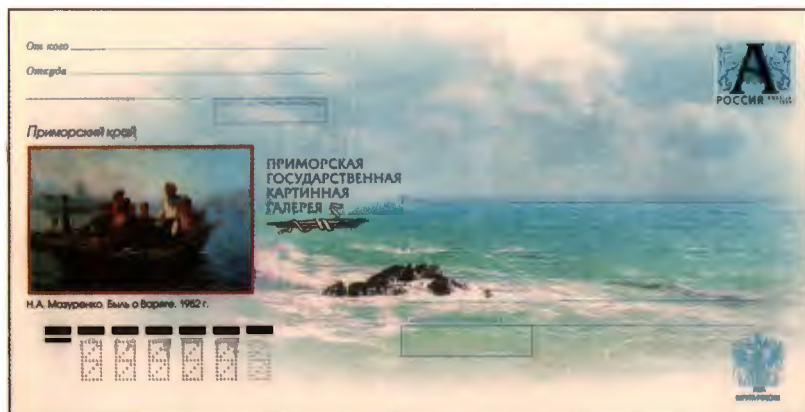 От кого
Откуда
Приморский край
ПРИМОРСКАЯ
ГОСУДАРСТВЕННАЯ
КАРТИННАЯ
ГАЛЕРЕЯ
Н.А. Мазуренко. Быль о Варяге. 1982 г.
А
РОССИЯ